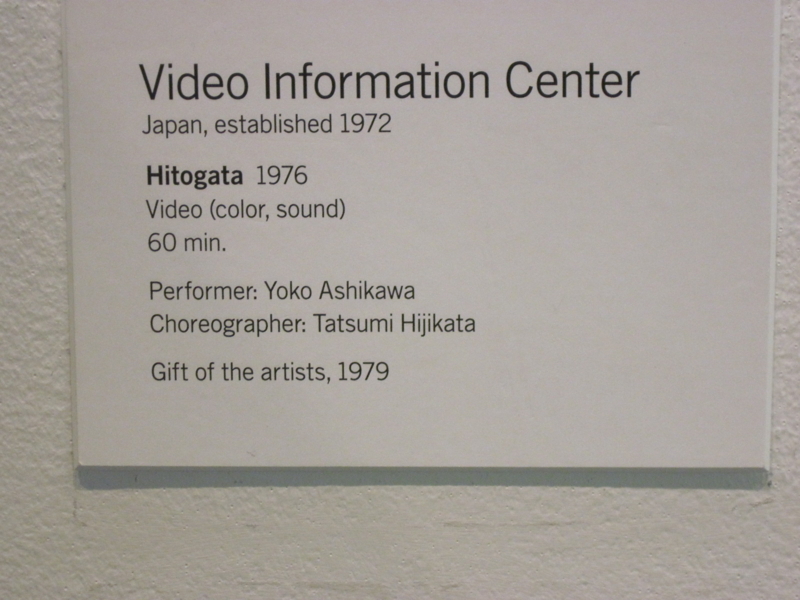 Video Information Center
Japan, established 1972
Hitogata 1976
Video (color, sound)
60 min.
Performer: Yoko Ashikawa
Choreographer: Tatsumi Hijikata
Gift of the artists, 1979